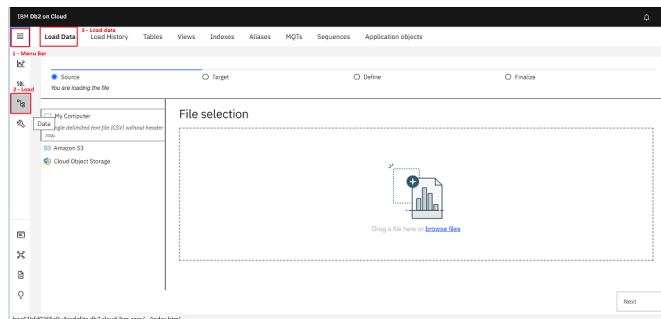 IBM Db2 on Cloud
3 - Load data
Load Data Load History Tables Views Indexes Aliases MQTs Sequences Application objects
1 - Menu Bar
Source Target Define Finalize
You are loading the file
SQL
2 - Load
Data
My Computer
Single delimited text file (CSV) without header
row.
S3 Amazon S3
Cloud Object Storage
File selection
Drag a file here or browse files
Next